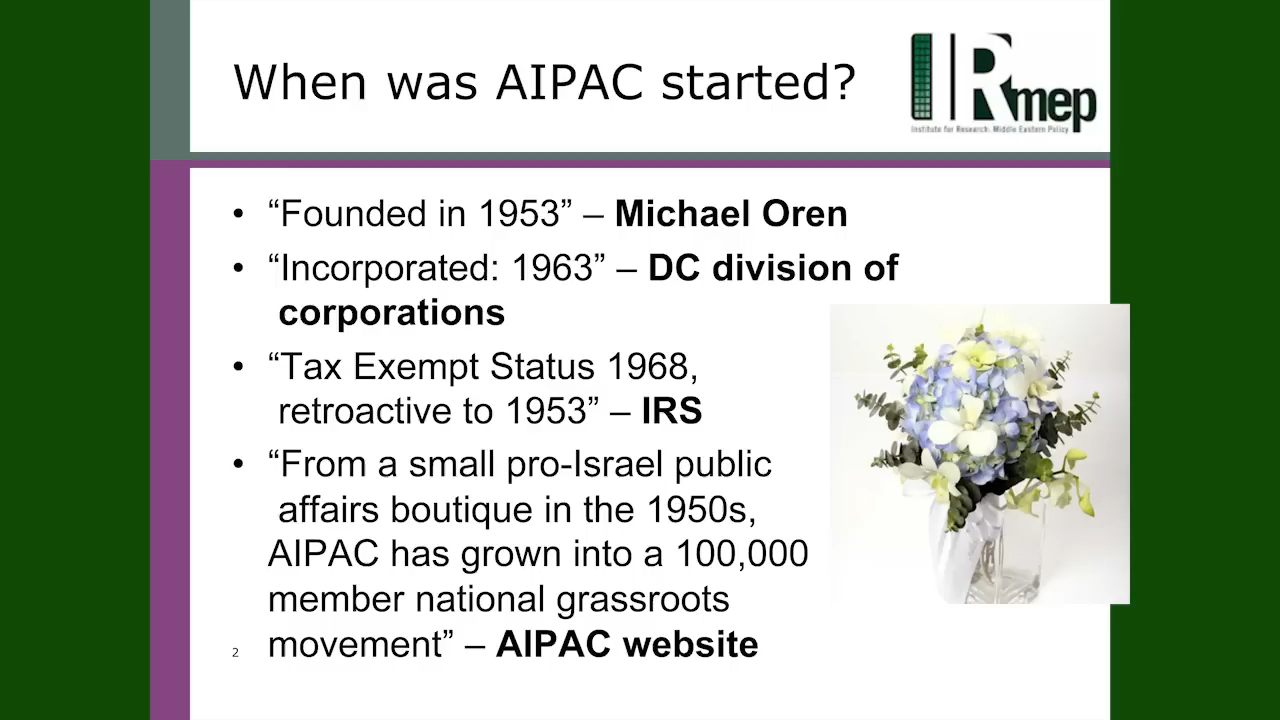 When was AIPAC started?
IRmep
Institute for Research: Middle Eastern Policy
• “Founded in 1953” – Michael Oren
• “Incorporated: 1963” – DC division of
corporations
• “Tax Exempt Status 1968,
retroactive to 1953” – IRS
• “From a small pro-Israel public
affairs boutique in the 1950s,
AIPAC has grown into a 100,000
member national grassroots
movement” – AIPAC website
2